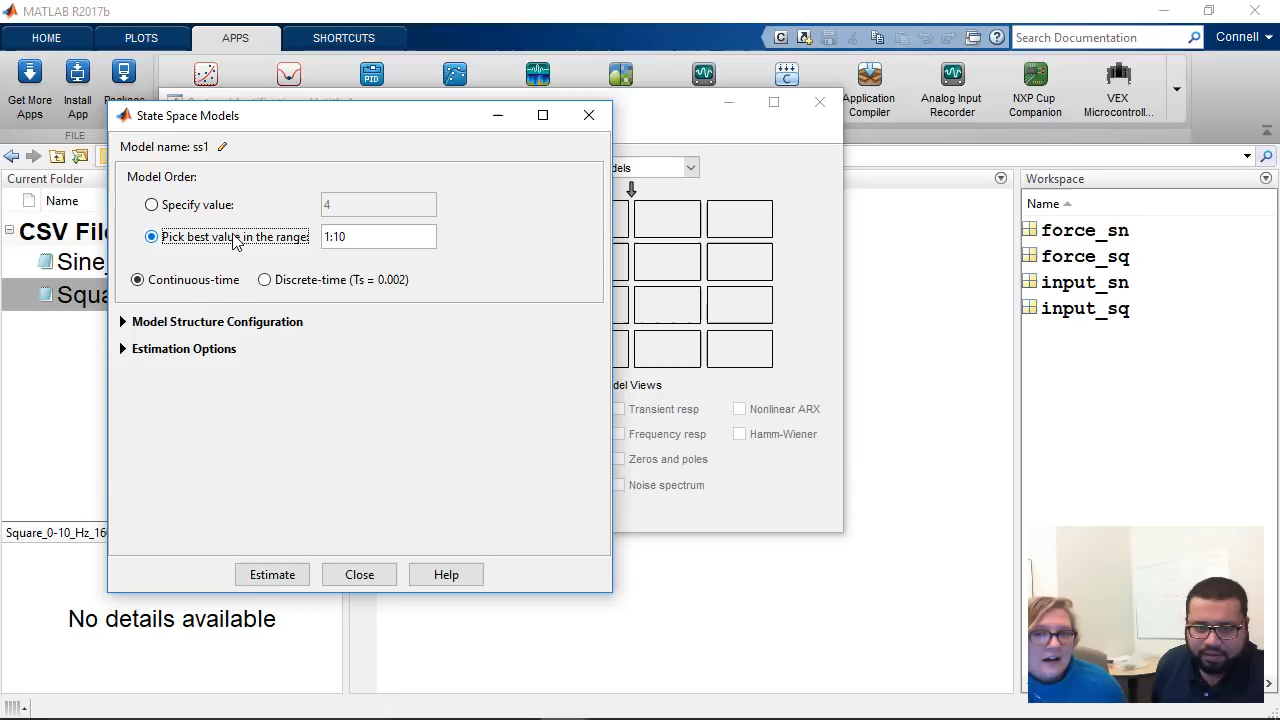 MATLAB R2017b
HOME
PLOTS
APPS
SHORTCUTS
Search Documentation
Connell
Get More Apps
Install App
PID
Application Compiler
Analog Input Recorder
NXP Cup Companion
VEX Microcontroll...
FILE
State Space Models
Model name: ss1
Model Order:
Specify value:
4
Pick best value in the range:
1:10
Continuous-time
Discrete-time (Ts = 0.002)
Model Structure Configuration
Estimation Options
Estimate
Close
Help
Transient resp
Nonlinear ARX
Frequency resp
Hamm-Wiener
Zeros and poles
Noise spectrum
Current Folder
Name
CSV Fil
Sine_
Squa
Square_0-10_Hz_16
No details available
Workspace
Name
force_sn
force_sq
input_sn
input_sq